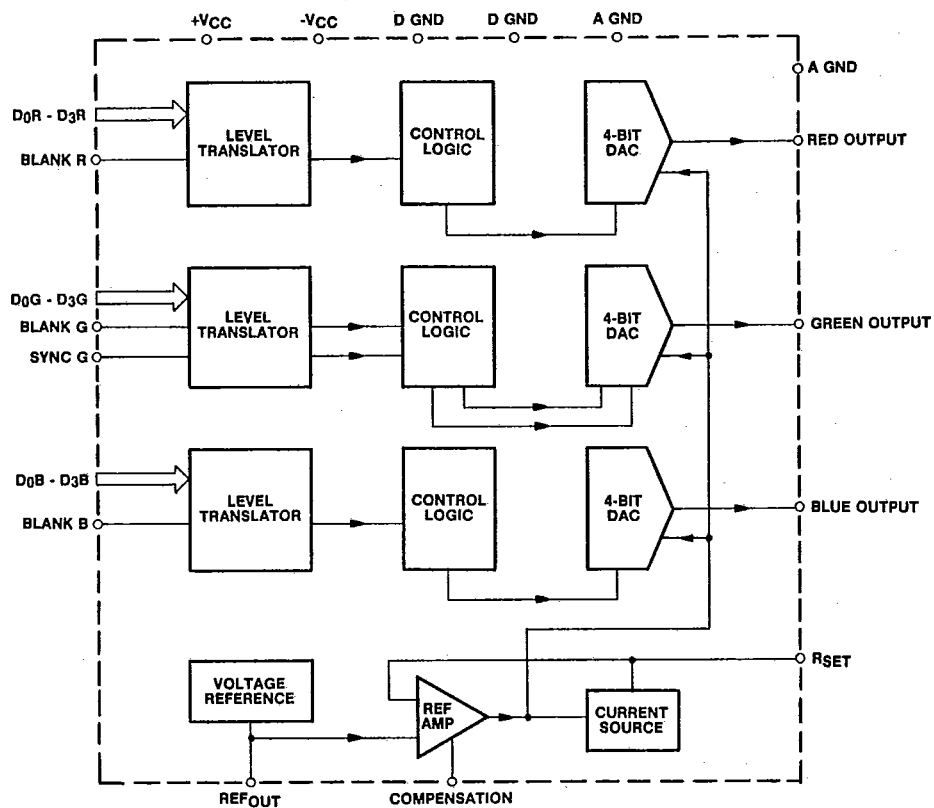 +VCC
-VCC
D GND
D GND
A GND
A GND
D0R - D3R
LEVEL
TRANSLATOR
CONTROL
LOGIC
4-BIT
DAC
RED OUTPUT
BLANK R
D0G - D3G
LEVEL
TRANSLATOR
CONTROL
LOGIC
4-BIT
DAC
GREEN OUTPUT
BLANK G
SYNC G
D0B - D3B
LEVEL
TRANSLATOR
CONTROL
LOGIC
4-BIT
DAC
BLUE OUTPUT
BLANK B
RSET
VOLTAGE
REFERENCE
REF
AMP
CURRENT
SOURCE
REFOUT
COMPENSATION